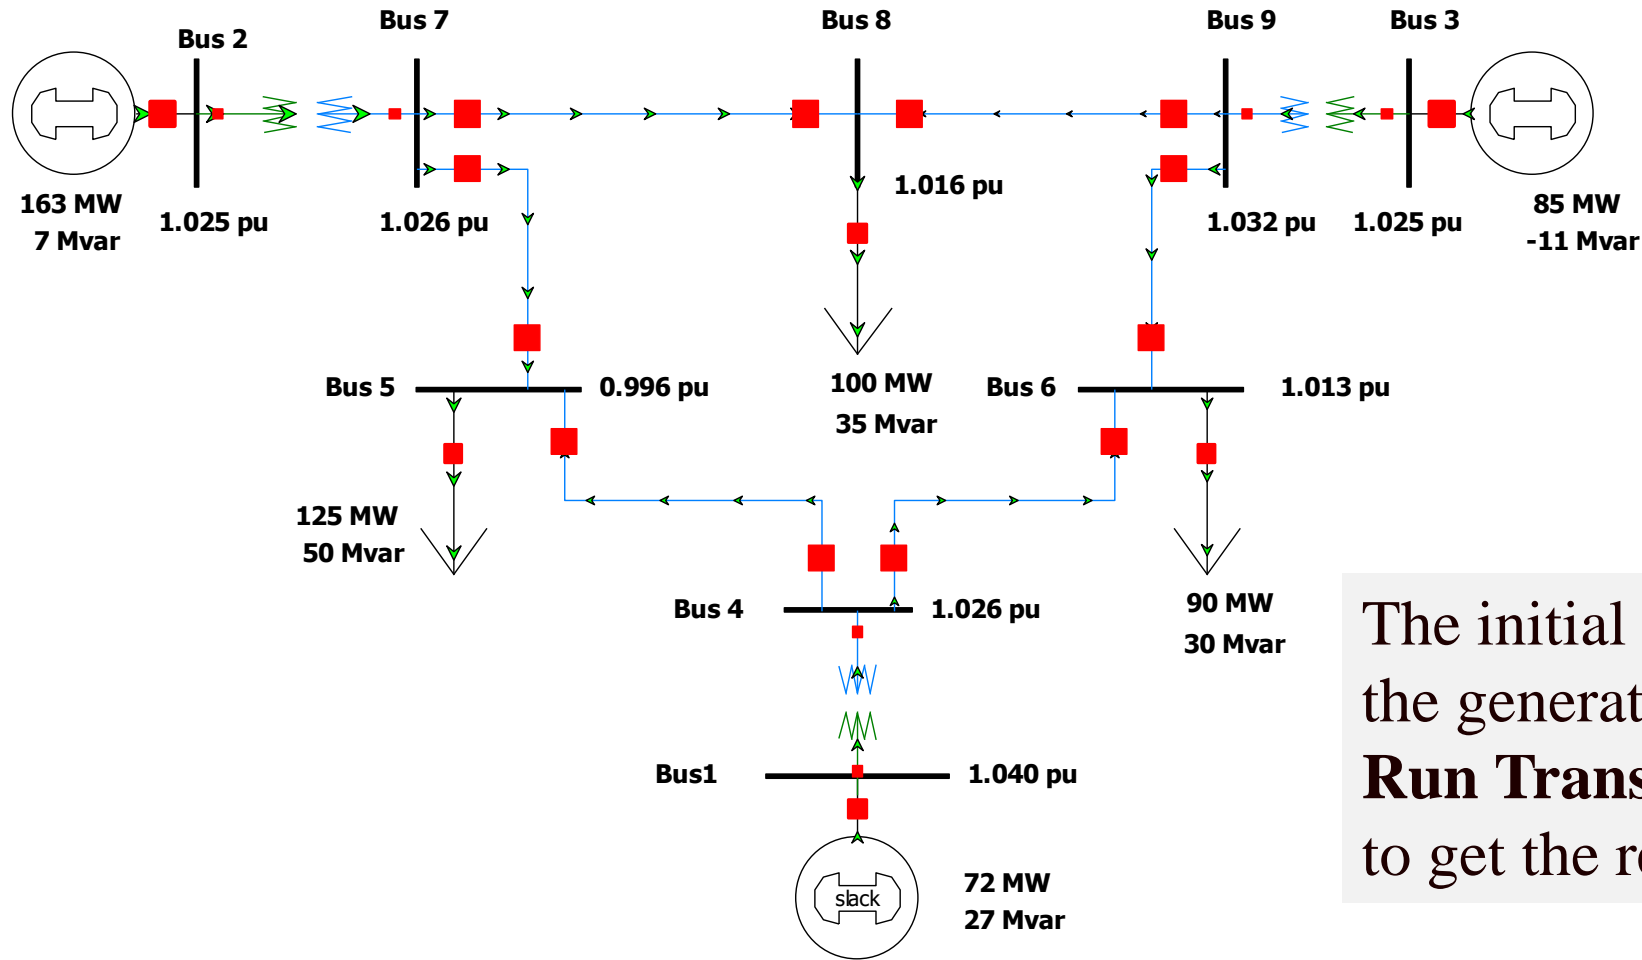 Bus 2
Bus 7
Bus 8
Bus 9
Bus 3
163 MW
7 Mvar
1.025 pu
1.026 pu
1.016 pu
1.032 pu
1.025 pu
85 MW
-11 Mvar
Bus 5
0.996 pu
100 MW
35 Mvar
Bus 6
1.013 pu
125 MW
50 Mvar
Bus 4
1.026 pu
90 MW
30 Mvar
Bus1
1.040 pu
slack
72 MW
27 Mvar
The initial
the generat
Run Trans
to get the